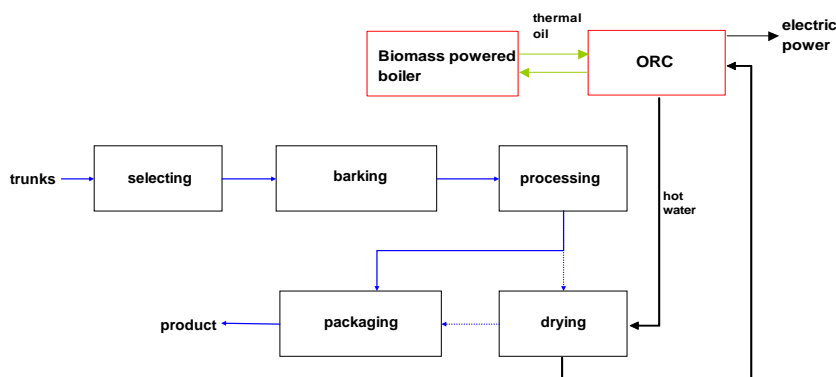 thermal
oil
electric
power
Biomass powered
boiler
ORC
trunks
selecting
barking
processing
hot
water
product
packaging
drying